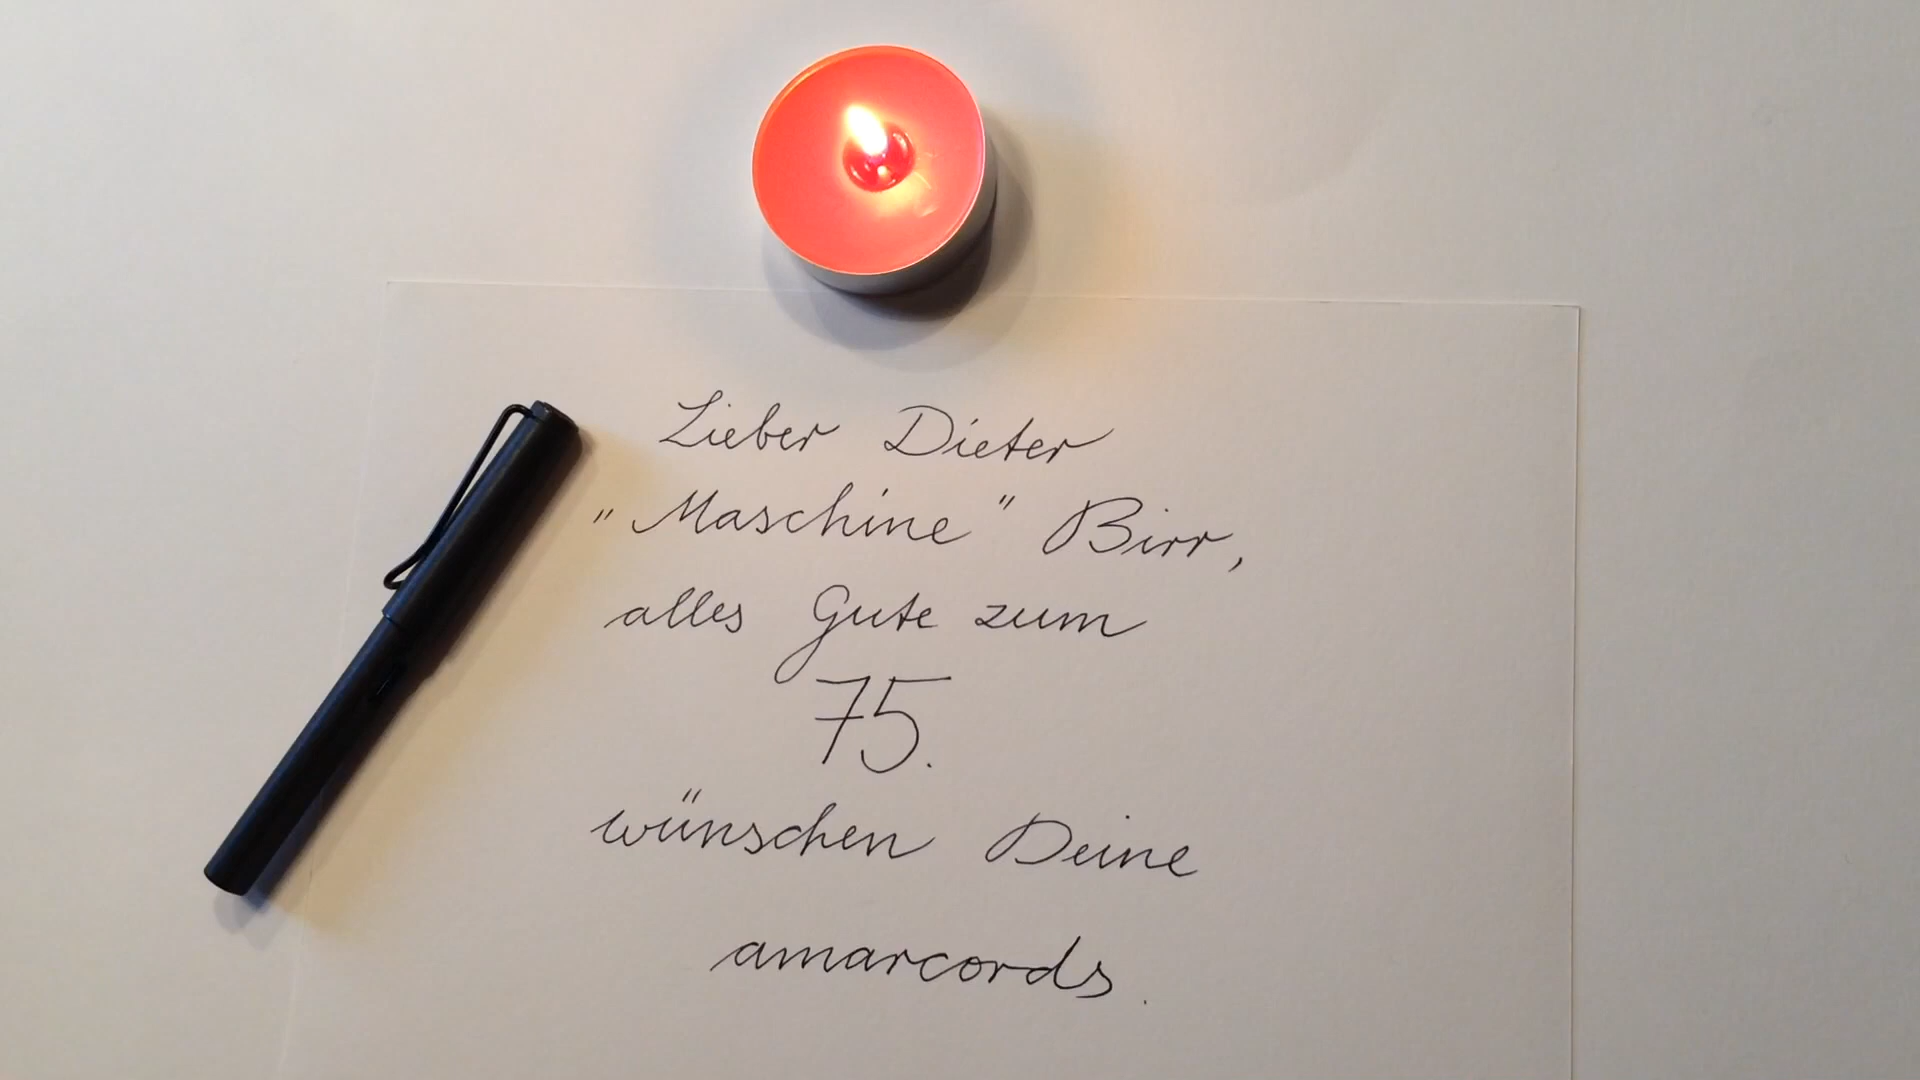 Lieber Dieter
"Maschine" Birr,
alles Gute zum
75.
wünschen Deine
amarcords.